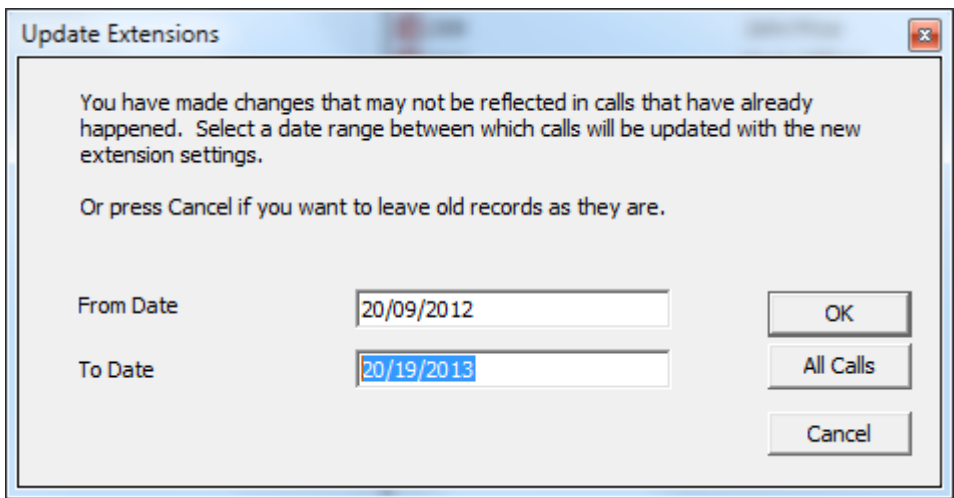 Update Extensions
You have made changes that may not be reflected in calls that have already
happened.  Select a date range between which calls will be updated with the new
extension settings.
Or press Cancel if you want to leave old records as they are.
From Date
20/09/2012
OK
To Date
20/19/2013
All Calls
Cancel